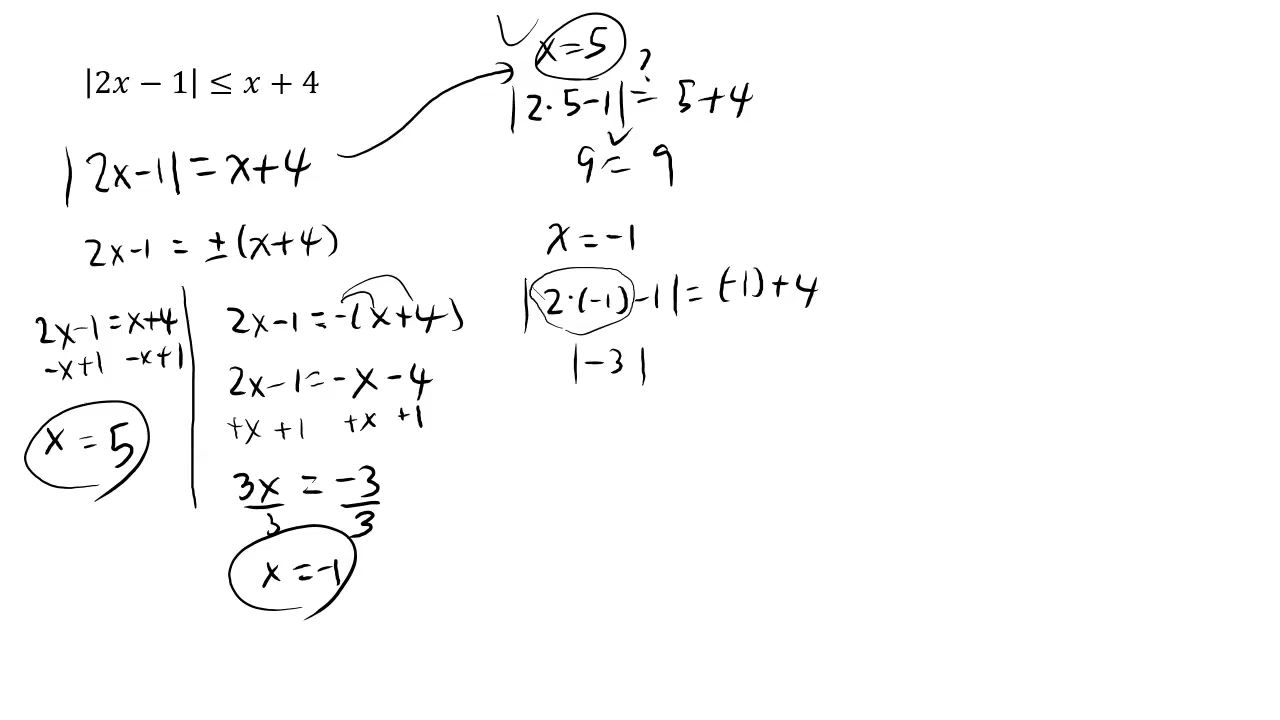 |2x − 1| ≤ x + 4
|2x-1| = x+4
2x-1 = ±(x+4)
2x-1 = x+4
-x+1 -x+1
x = 5
2x-1 = -(x+4)
2x-1 = -x-4
+x +1 +x +1
3x = -3
3 3
x = -1
✓ x = 5
?
|2·5-1| = 5+4
✓
9 = 9
x = -1
|2·(-1)-1| = (-1)+4
|-3|